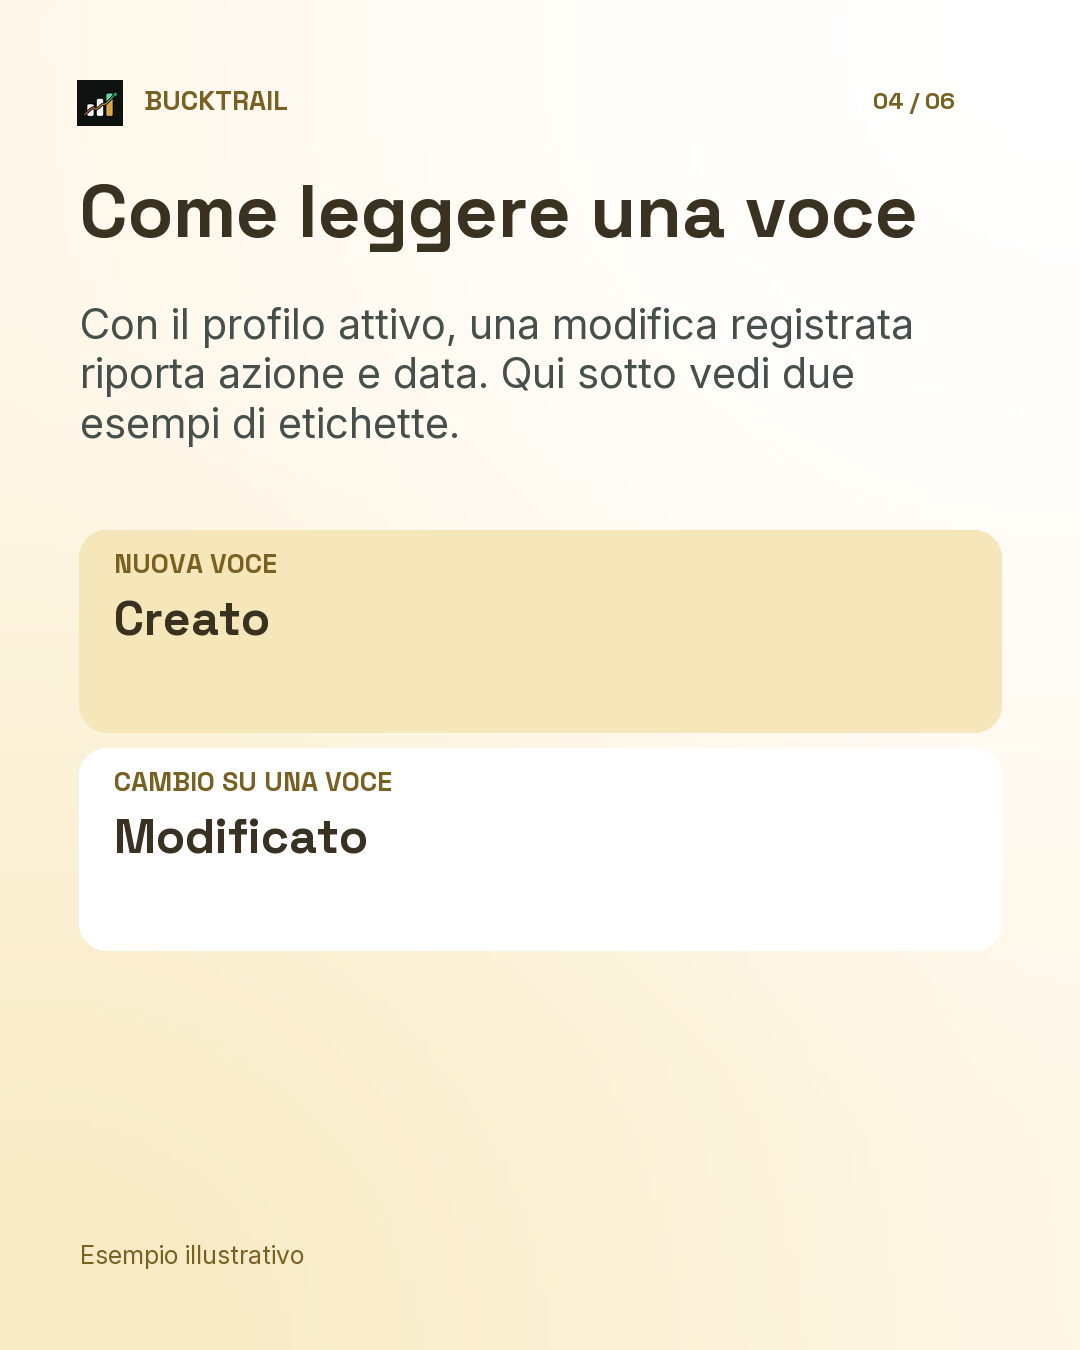 BUCKTRAIL
04 / 06
Come leggere una voce
Con il profilo attivo, una modifica registrata
riporta azione e data. Qui sotto vedi due
esempi di etichette.
NUOVA VOCE
Creato
CAMBIO SU UNA VOCE
Modificato
Esempio illustrativo